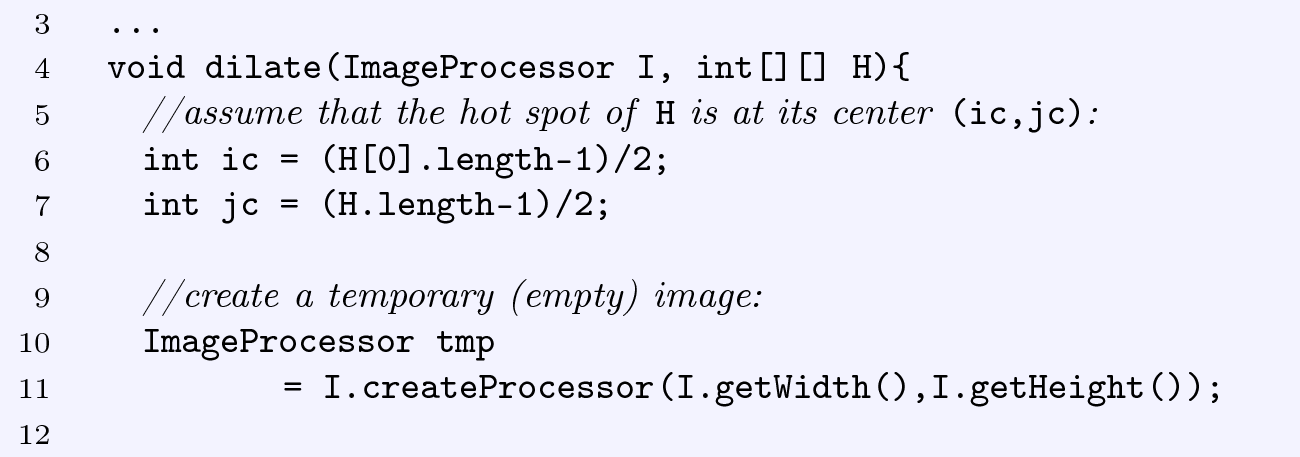 3 ...
4 void dilate(ImageProcessor I, int[][] H){
5 //assume that the hot spot of H is at its center (ic,jc):
6 int ic = (H[0].length-1)/2;
7 int jc = (H.length-1)/2;
8
9 //create a temporary (empty) image:
10 ImageProcessor tmp
11 = I.createProcessor(I.getWidth(),I.getHeight());
12